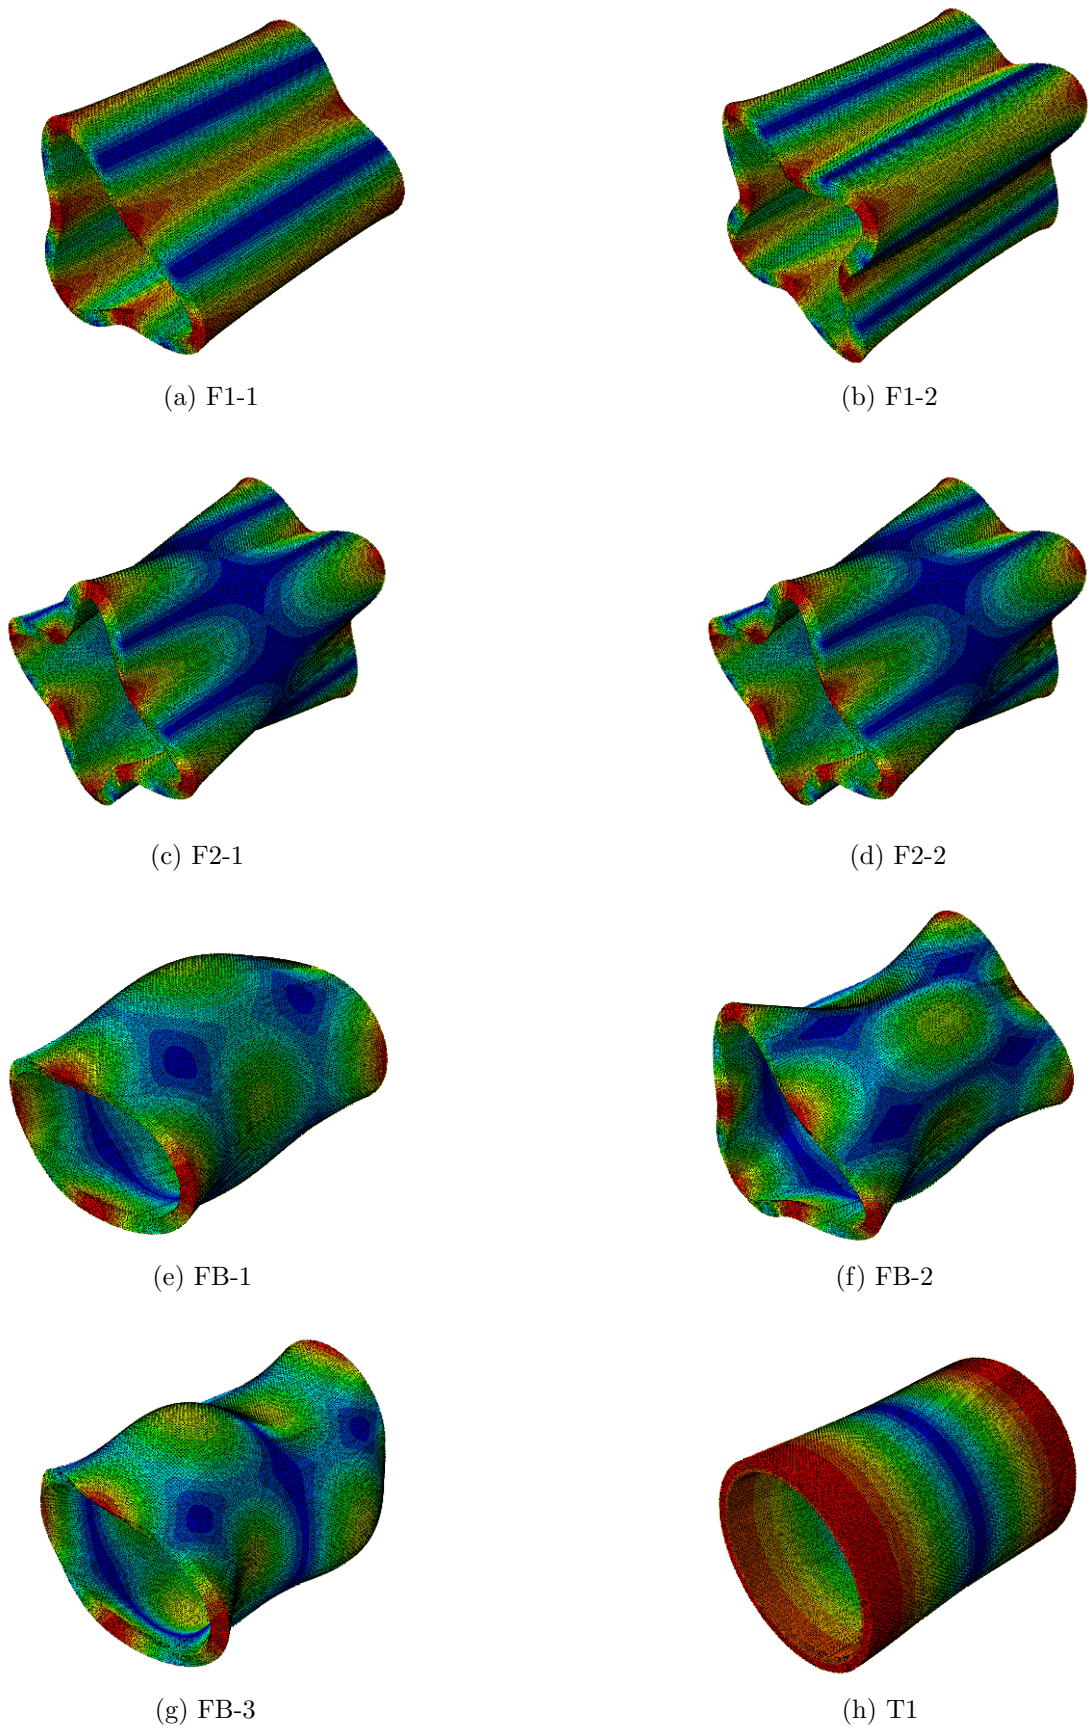 (a) F1-1
(b) F1-2
(c) F2-1
(d) F2-2
(e) FB-1
(f) FB-2
(g) FB-3
(h) T1